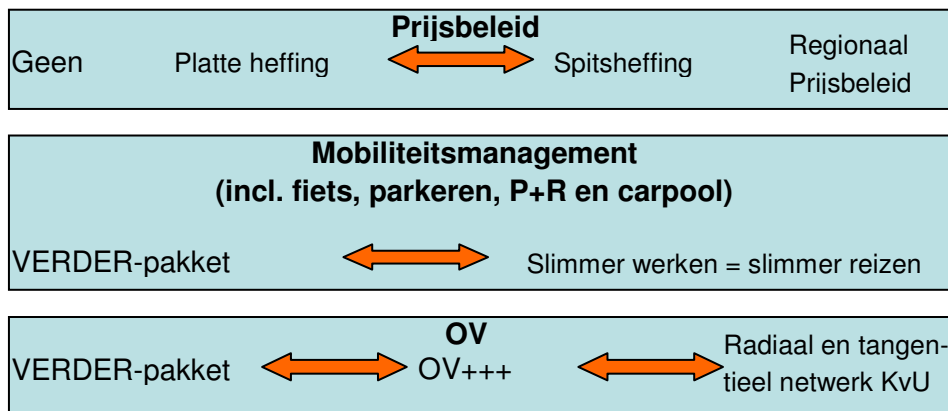 Prijsbeleid
Geen Platte heffing Spitsheffing Regionaal
Prijsbeleid
Mobiliteitsmanagement
(incl. fiets, parkeren, P+R en carpool)
VERDER-pakket Slimmer werken = slimmer reizen
OV
VERDER-pakket OV+++ Radiaal en tangen-
tieel netwerk KvU